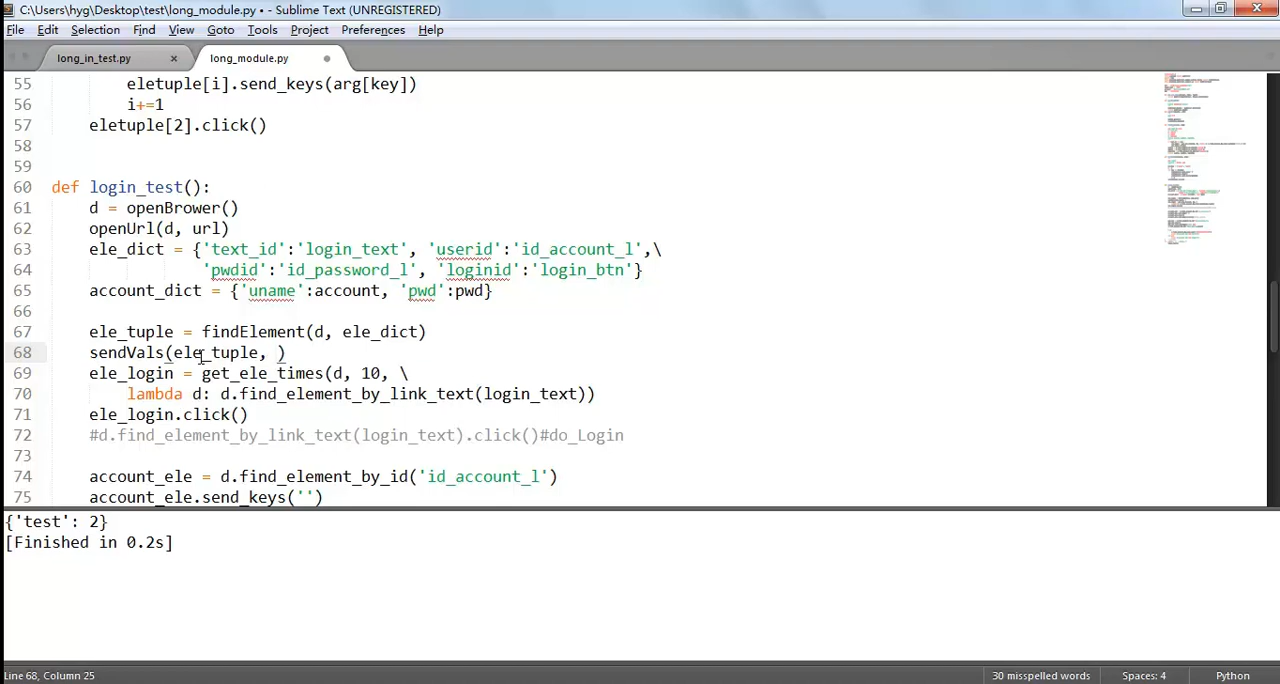 C:\Users\hyg\Desktop\test\long_module.py • - Sublime Text (UNREGISTERED)
File Edit Selection Find View Goto Tools Project Preferences Help
long_in_test.py × long_module.py
55 eletuple[i].send_keys(arg[key])
56 i+=1
57 eletuple[2].click()
58
59
60 def login_test():
61 d = openBrower()
62 openUrl(d, url)
63 ele_dict = {'text_id':'login_text', 'userid':'id_account_l',\
64 'pwdid':'id_password_l', 'loginid':'login_btn'}
65 account_dict = {'uname':account, 'pwd':pwd}
66
67 ele_tuple = findElement(d, ele_dict)
68 sendVals(ele_tuple, )
69 ele_login = get_ele_times(d, 10, \
70 lambda d: d.find_element_by_link_text(login_text))
71 ele_login.click()
72 #d.find_element_by_link_text(login_text).click()#do_Login
73
74 account_ele = d.find_element_by_id('id_account_l')
75 account_ele.send_keys('')
{'test': 2}
[Finished in 0.2s]
Line 68, Column 25 30 misspelled words Spaces: 4 Python